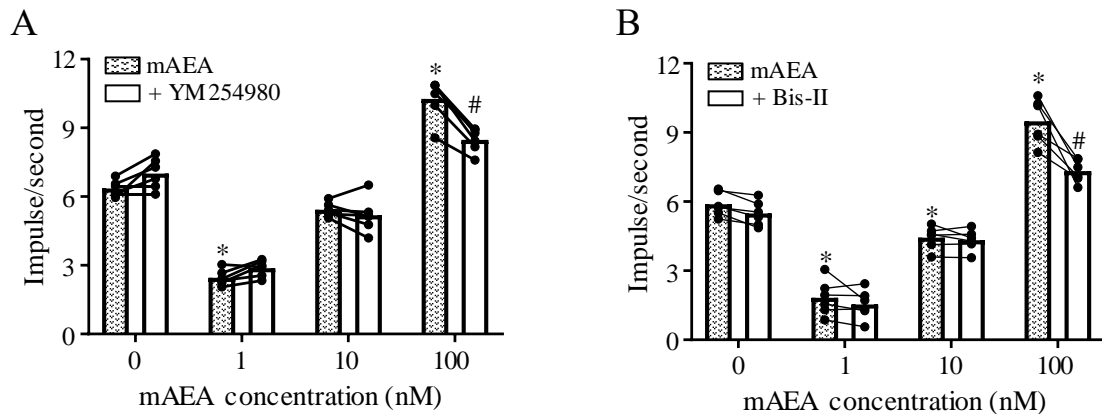 A
Impulse/second
12
9
6
3
0
mAEA
+ YM254980
*
*
#
0 1 10 100
mAEA concentration (nM)
B
Impulse/second
12
9
6
3
0
mAEA
+ Bis-II
*
*
*
#
0 1 10 100
mAEA concentration (nM)